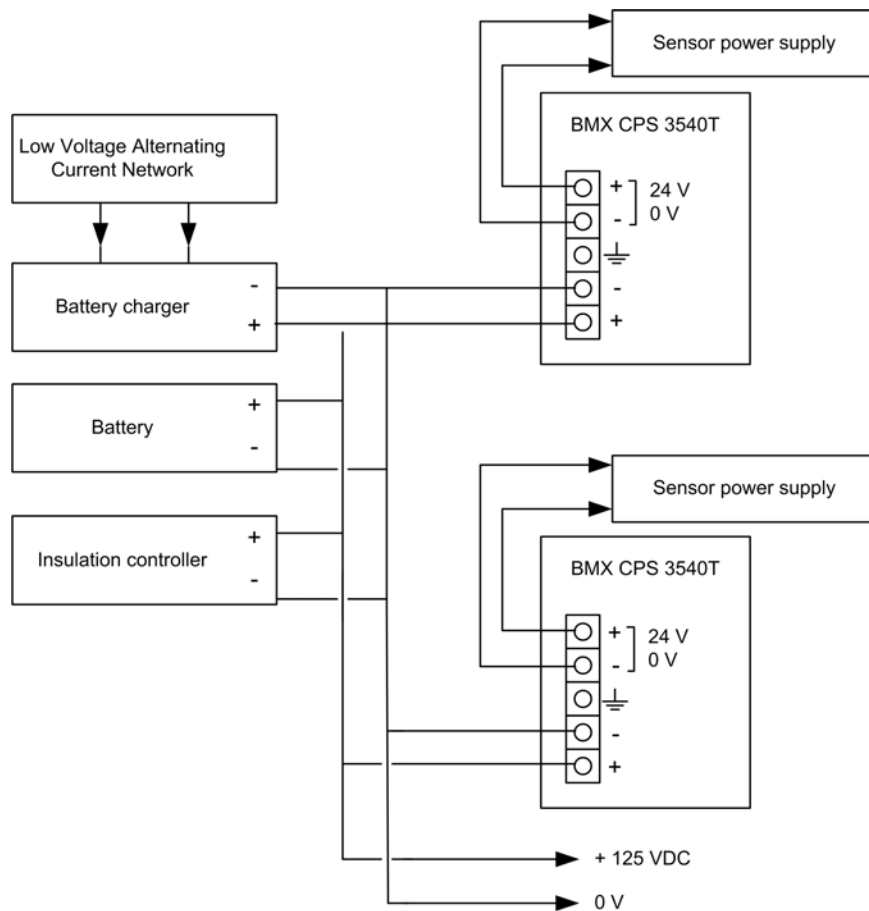 Sensor power supply
BMX CPS 3540T
Low Voltage Alternating
Current Network
+
24 V
-
0 V
Battery charger
-
-
+
+
Battery
+
-
Sensor power supply
Insulation controller
+
-
BMX CPS 3540T
+
24 V
-
0 V
-
+
+ 125 VDC
0 V